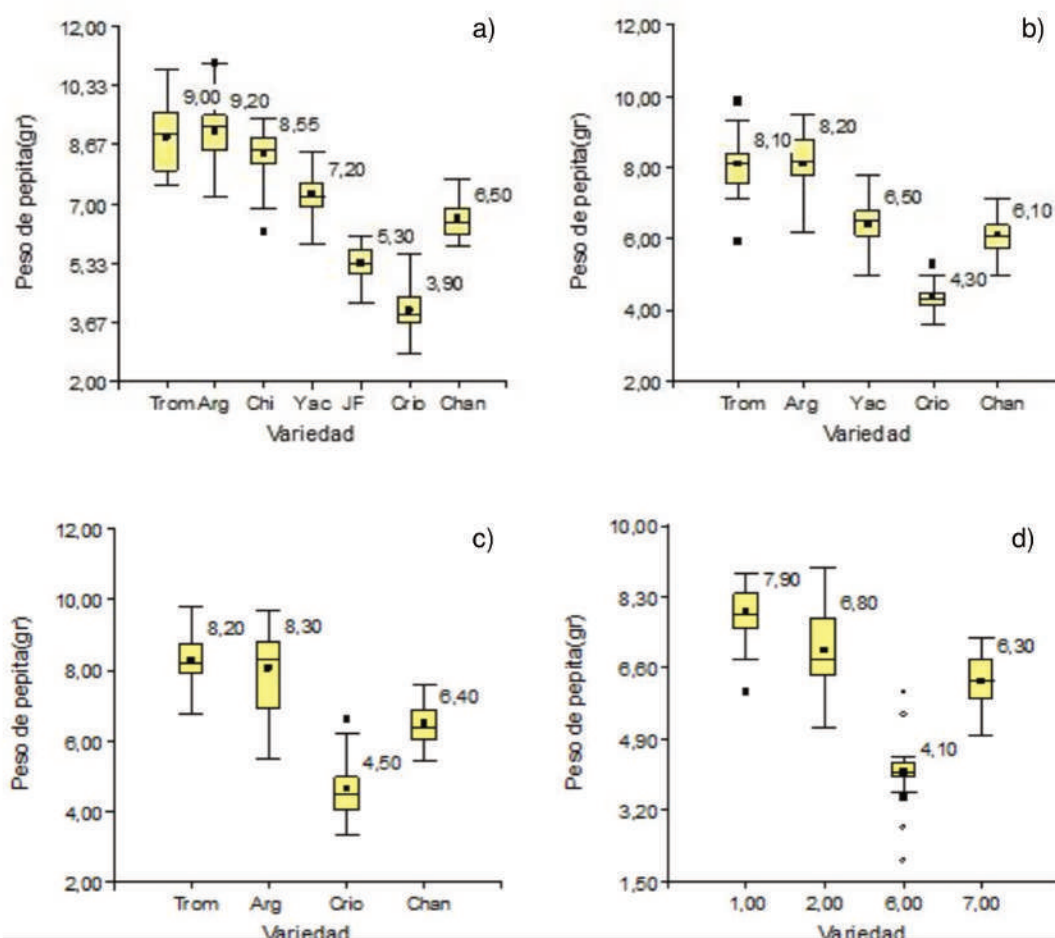 a)
12,00
10,33
8,67
7,00
5,33
3,67
2,00
Peso de pepita(gr)
9,00
9,20
8,55
7,20
5,30
3,90
6,50
Trom Arg Chi Yac JF Crio Chan
Variedad
b)
12,00
10,00
8,00
6,00
4,00
2,00
Peso de pepita(gr)
8,10
8,20
6,50
4,30
6,10
Trom Arg Yac Crio Chan
Variedad
c)
12,00
10,00
8,00
6,00
4,00
2,00
Peso de pepita(gr)
8,20
8,30
4,50
6,40
Trom Arg Crio Chan
Variedad
d)
10,00
8,30
6,60
4,90
3,20
1,50
Peso de pepita(gr)
7,90
6,80
4,10
6,30
1,00 2,00 6,00 7,00
Variedad